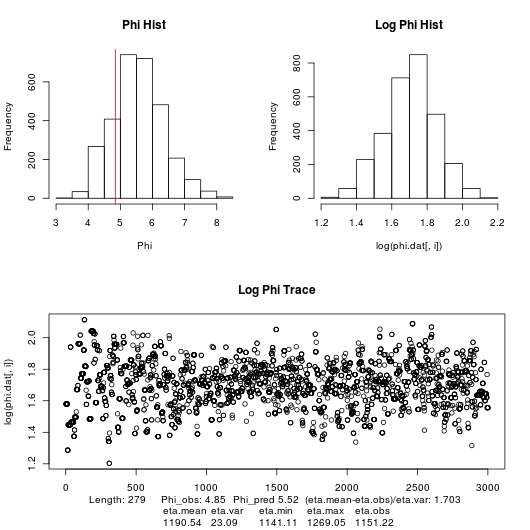 Phi Hist
Log Phi Hist
Frequency
0 200 400 600
3 4 5 6 7 8
Phi
Frequency
0 200 400 600 800
1.2 1.4 1.6 1.8 2.0 2.2
log(phi.dat[, i])
Log Phi Trace
log(phi.dat[, i])
1.2 1.4 1.6 1.8 2.0
0 500 1000 1500 2000 2500 3000
Length: 279 Phi_obs: 4.85 Phi_pred 5.52 (eta.mean-eta.obs)/eta.var: 1.703
eta.mean eta.var eta.min eta.max eta.obs
1190.54 23.09 1141.11 1269.05 1151.22